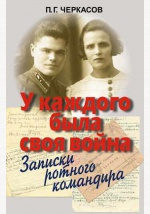 П.Г. ЧЕРКАСОВ
У каждого
была
своя война
Записки
ротного
командира